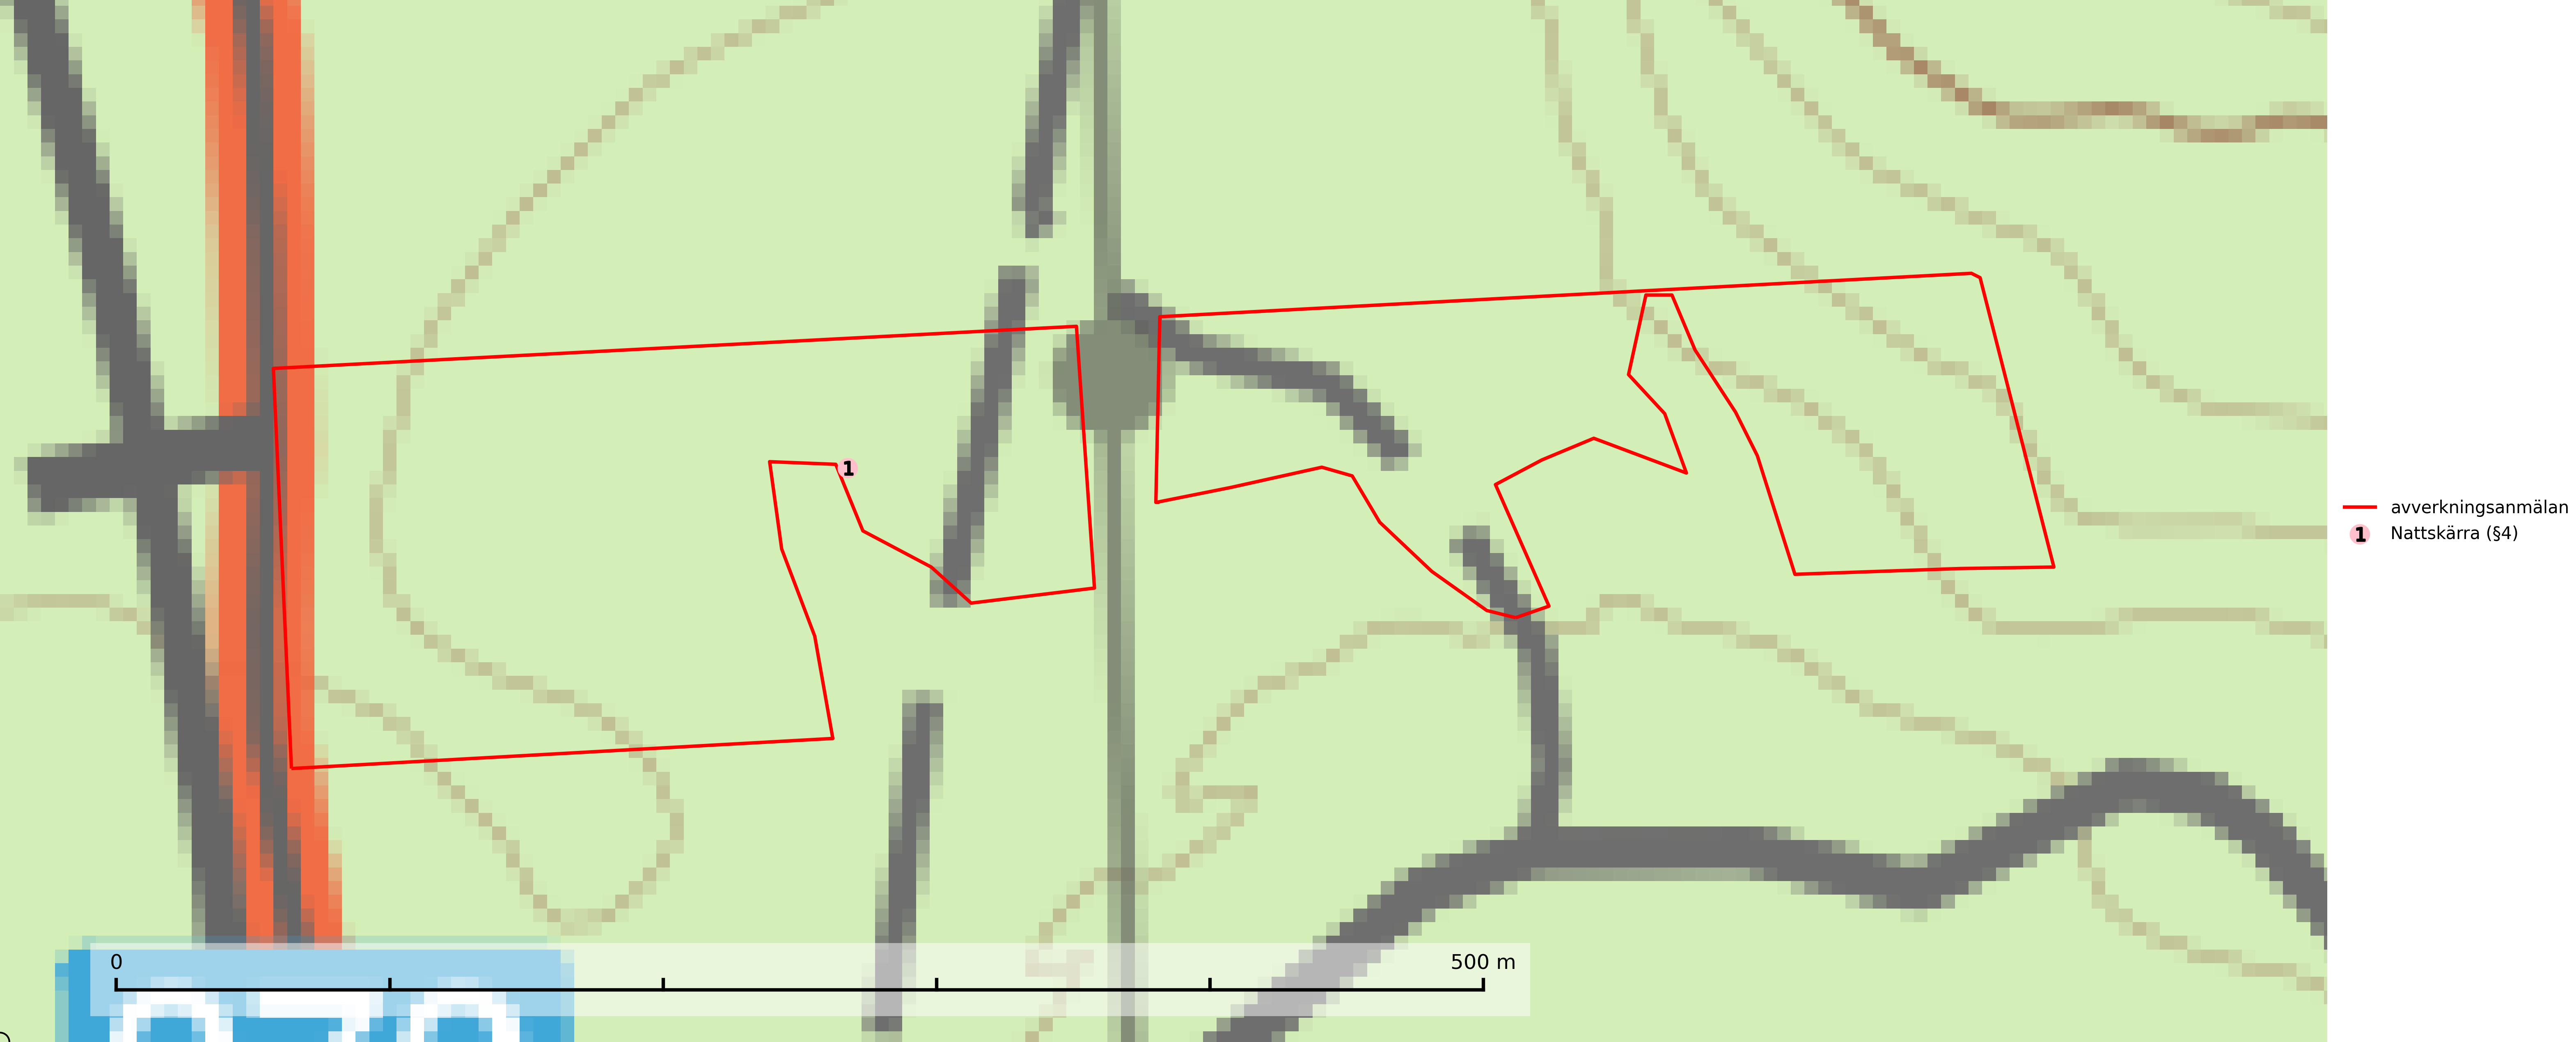 1
avverkningsanmälan
1 Nattskärra (§4)
0 500 m